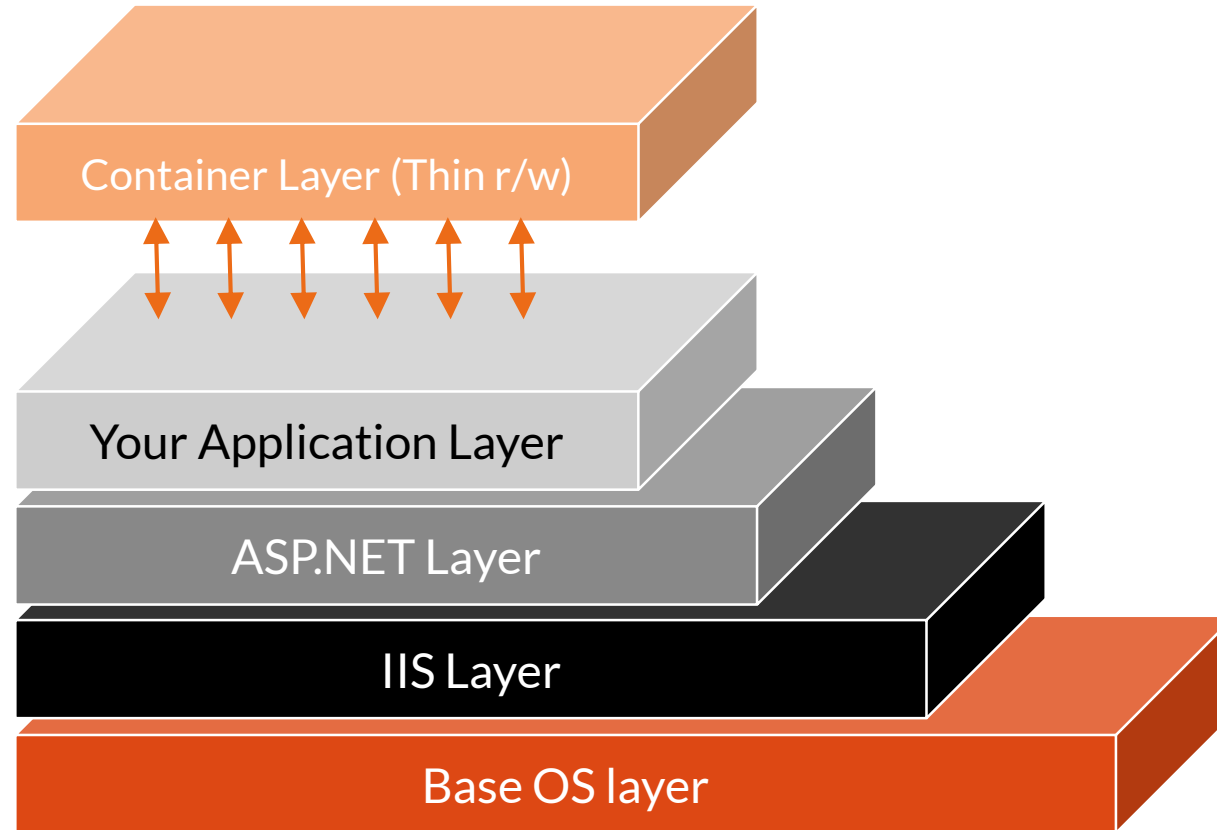 Container Layer (Thin r/w)
Your Application Layer
ASP.NET Layer
IIS Layer
Base OS layer